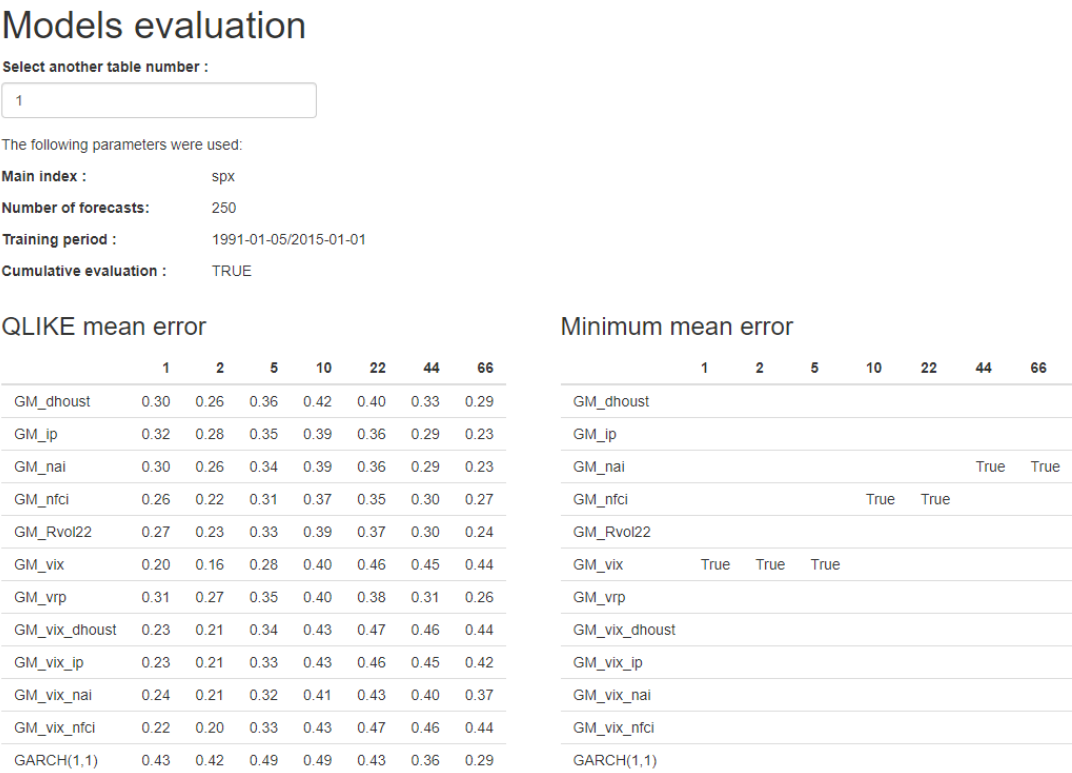 Models evaluation
Select another table number :
1
The following parameters were used:
Main index : spx
Number of forecasts: 250
Training period : 1991-01-05/2015-01-01
Cumulative evaluation : TRUE
QLIKE mean error
1 2 5 10 22 44 66
GM_dhoust 0.30 0.26 0.36 0.42 0.40 0.33 0.29
GM_ip 0.32 0.28 0.35 0.39 0.36 0.29 0.23
GM_nai 0.30 0.26 0.34 0.39 0.36 0.29 0.23
GM_nfci 0.26 0.22 0.31 0.37 0.35 0.30 0.27
GM_Rvol22 0.27 0.23 0.33 0.39 0.37 0.30 0.24
GM_vix 0.20 0.16 0.28 0.40 0.46 0.45 0.44
GM_vrp 0.31 0.27 0.35 0.40 0.38 0.31 0.26
GM_vix_dhoust 0.23 0.21 0.34 0.43 0.47 0.46 0.44
GM_vix_ip 0.23 0.21 0.33 0.43 0.46 0.45 0.42
GM_vix_nai 0.24 0.21 0.32 0.41 0.43 0.40 0.37
GM_vix_nfci 0.22 0.20 0.33 0.43 0.47 0.46 0.44
GARCH(1,1) 0.43 0.42 0.49 0.49 0.43 0.36 0.29
Minimum mean error
1 2 5 10 22 44 66
GM_dhoust
GM_ip
GM_nai True True
GM_nfci True True
GM_Rvol22
GM_vix True True True
GM_vrp
GM_vix_dhoust
GM_vix_ip
GM_vix_nai
GM_vix_nfci
GARCH(1,1)